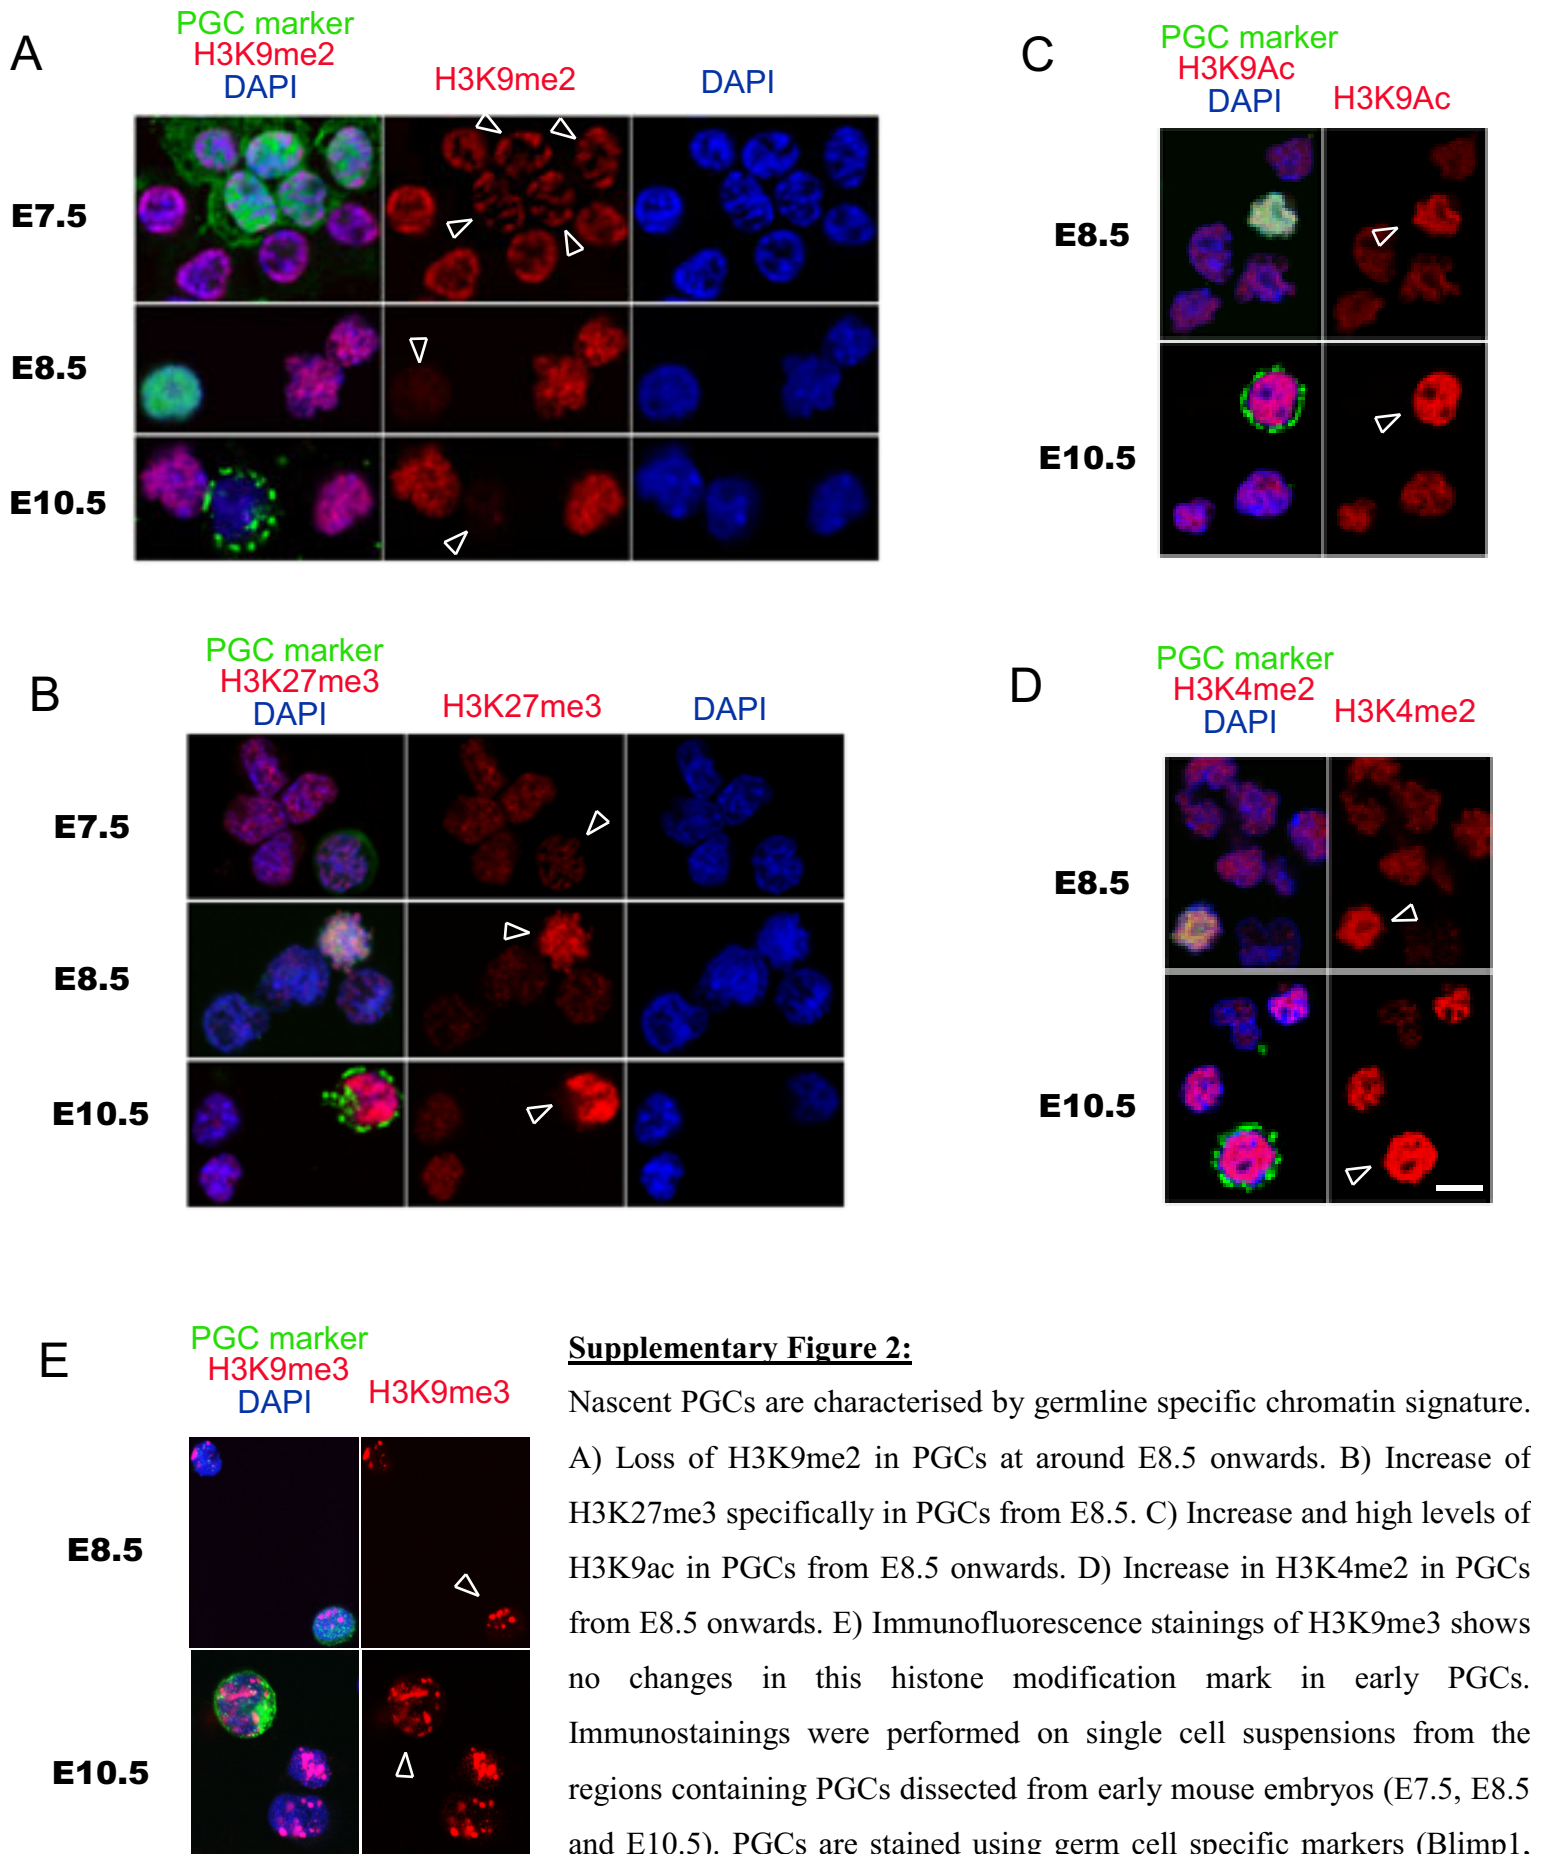 A
PGC marker
H3K9me2
DAPI
H3K9me2
DAPI
E7.5
E8.5
E10.5
C
PGC marker
H3K9Ac
DAPI
H3K9Ac
E8.5
E10.5
B
PGC marker
H3K27me3
DAPI
H3K27me3
DAPI
E7.5
E8.5
E10.5
D
PGC marker
H3K4me2
DAPI
H3K4me2
E8.5
E10.5
E
PGC marker
H3K9me3
DAPI
H3K9me3
E8.5
E10.5
Supplementary Figure 2:
Nascent PGCs are characterised by germline specific chromatin signature.
A) Loss of H3K9me2 in PGCs at around E8.5 onwards. B) Increase of
H3K27me3 specifically in PGCs from E8.5. C) Increase and high levels of
H3K9ac in PGCs from E8.5 onwards. D) Increase in H3K4me2 in PGCs
from E8.5 onwards. E) Immunofluorescence stainings of H3K9me3 shows
no changes in this histone modification mark in early PGCs.
Immunostainings were performed on single cell suspensions from the
regions containing PGCs dissected from early mouse embryos (E7.5, E8.5
and E10.5). PGCs are stained using germ cell specific markers (Blimp1,